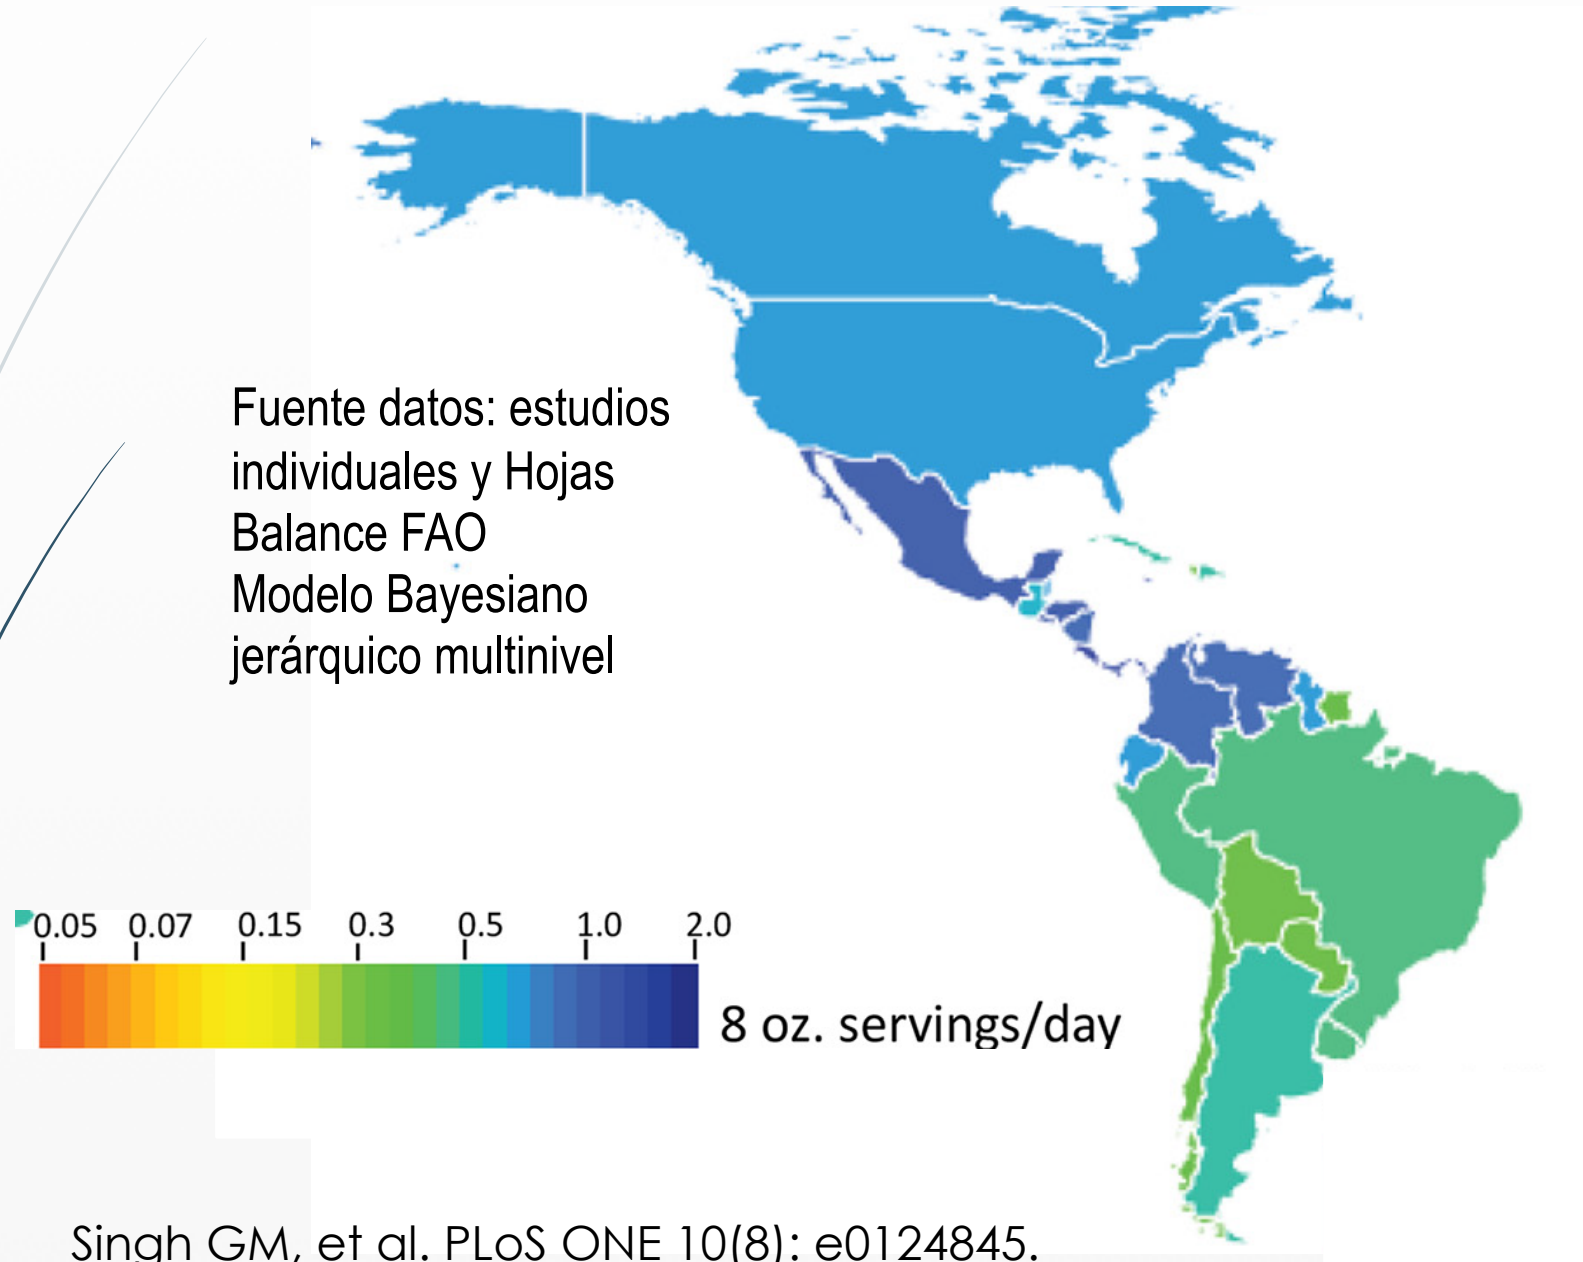 Fuente datos: estudios
individuales y Hojas
Balance FAO
Modelo Bayesiano
jerárquico multinivel
0.05 0.07 0.15 0.3 0.5 1.0 2.0
8 oz. servings/day
Singh GM, et al. PLoS ONE 10(8): e0124845.